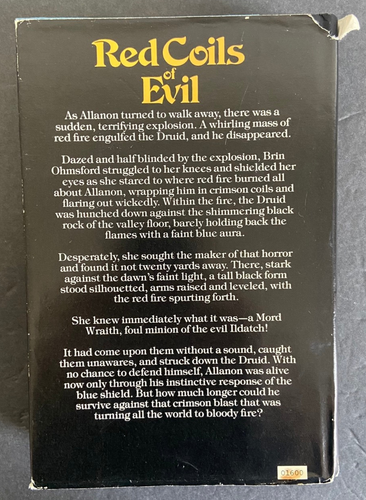 Red Coils
of
Evil
As Allanon turned to walk away, there was a
sudden, terrifying explosion. A whirling mass of
red fire engulfed the Druid, and he disappeared.
Dazed and half blinded by the explosion, Brin
Ohmsford struggled to her knees and shielded her
eyes as she stared to where red fire burned all
about Allanon, wrapping him in crimson coils and
flaring out wickedly. Within the fire, the Druid
was hunched down against the shimmering black
rock of the valley floor, barely holding back the
flames with a faint blue aura.
Desperately, she sought the maker of that horror
and found it not twenty yards away. There, stark
against the dawn's faint light, a tall black form
stood silhouetted, arms raised and leveled, with
the red fire spurting forth.
She knew immediately what it was—a Mord
Wraith, foul minion of the evil Ildatch!
It had come upon them without a sound, caught
them unawares, and struck down the Druid. With
no chance to defend himself, Allanon was alive
now only through his instinctive response of the
blue shield. But how much longer could he
survive against that crimson blast that was
turning all the world to bloody fire?
01600